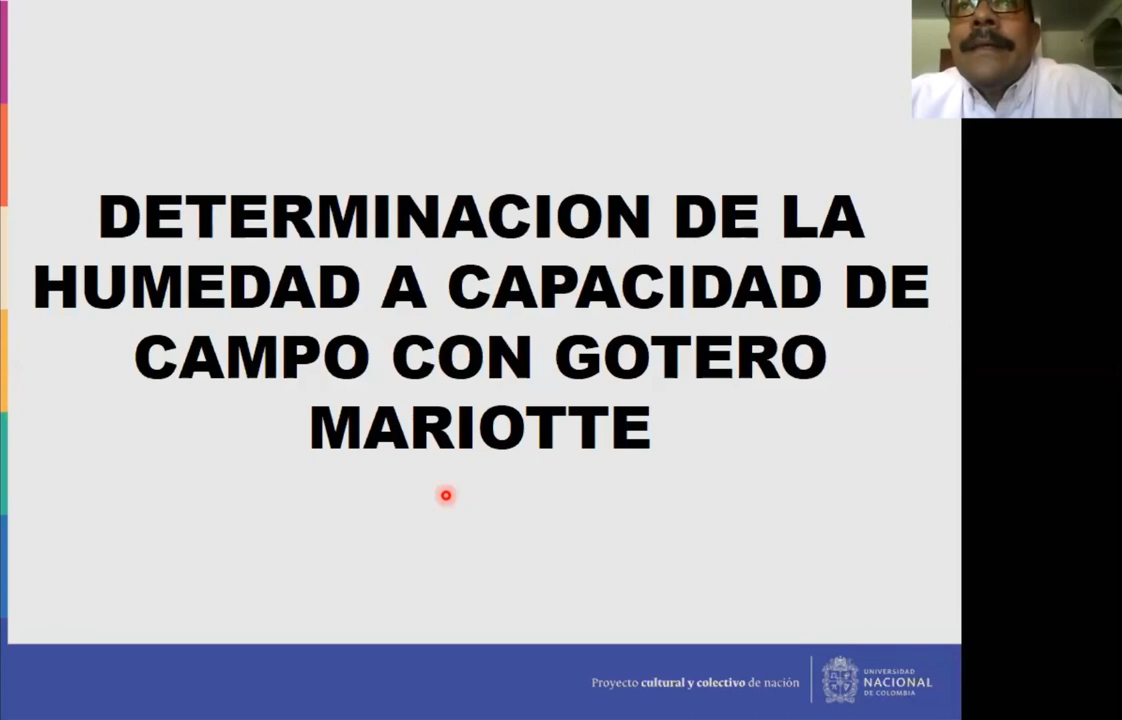 DETERMINACION DE LA
HUMEDAD A CAPACIDAD DE
CAMPO CON GOTERO
MARIOTTE
Proyecto cultural y colectivo de nación
UNIVERSIDAD
NACIONAL
DE COLOMBIA